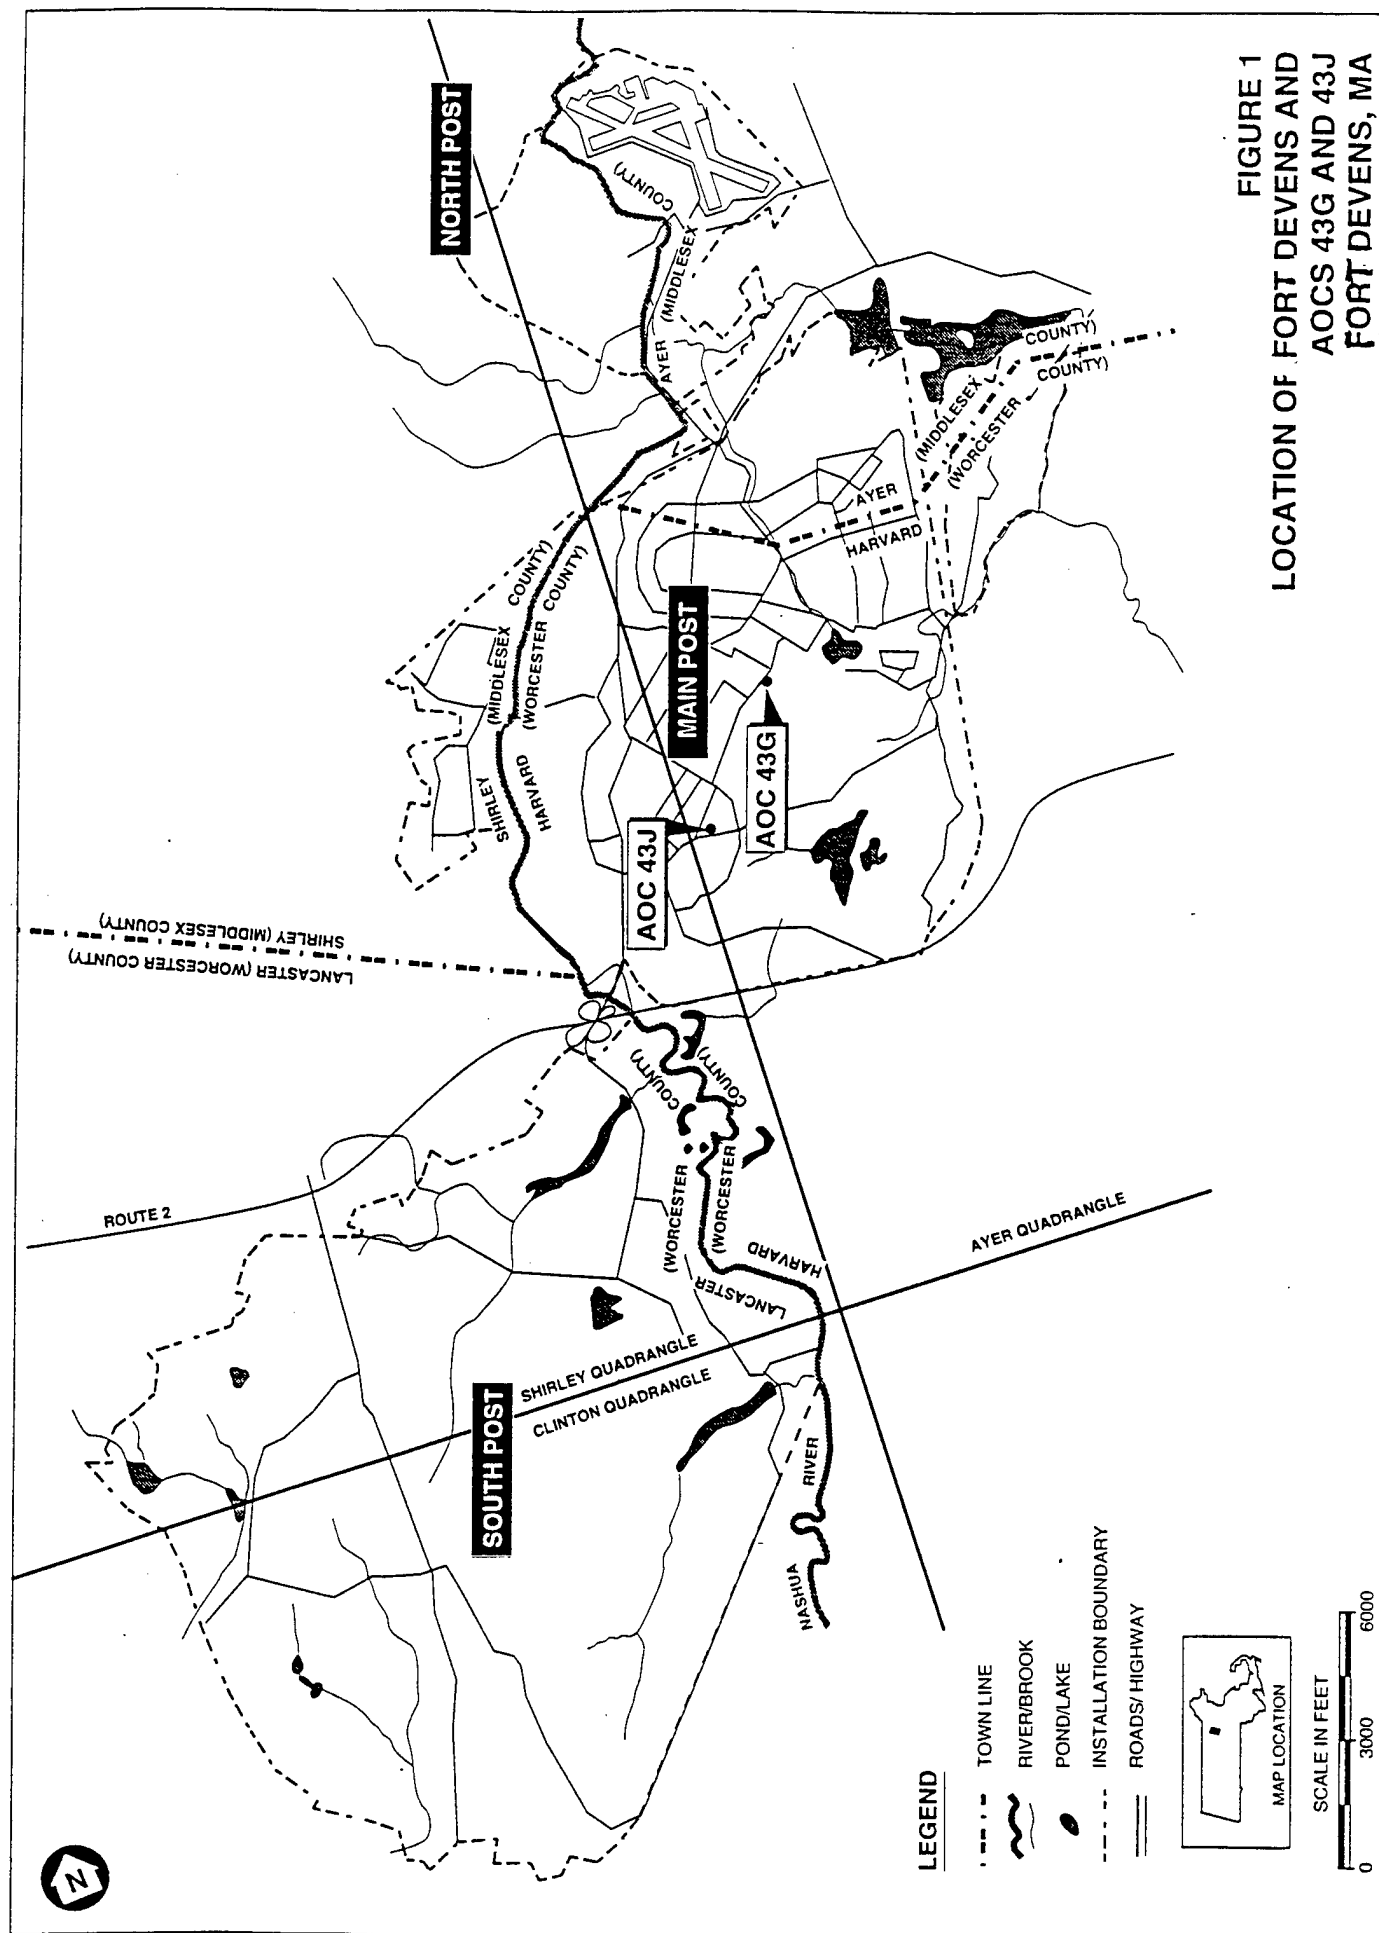 NORTH POST
COUNTY)
(MIDDLESEX
AYER
(MIDDLESEX
COUNTY)
(WORCESTER
COUNTY)
AYER
HARVARD
(MIDDLESEX
COUNTY)
(WORCESTER
COUNTY)
SHIRLEY
HARVARD
MAIN POST
AOC 43G
AOC 43J
SHIRLEY (MIDDLESEX COUNTY)
LANCASTER (WORCESTER COUNTY)
ROUTE 2
COUNTY)
COUNTY)
(WORCESTER
(WORCESTER
HARVARD
LANCASTER
SOUTH POST
SHIRLEY QUADRANGLE
CLINTON QUADRANGLE
AYER QUADRANGLE
RIVER
NASHUA
N
LEGEND
TOWN LINE
RIVER/BROOK
POND/LAKE
INSTALLATION BOUNDARY
ROADS/ HIGHWAY
MAP LOCATION
SCALE IN FEET
0 3000 6000
FIGURE 1
LOCATION OF FORT DEVENS AND
AOCS 43G AND 43J
FORT DEVENS, MA